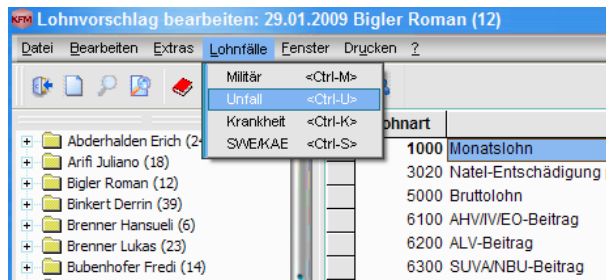 KFM Lohnvorschlag bearbeiten: 29.01.2009 Bigler Roman (12)
Datei Bearbeiten Extras Lohnfälle Fenster Drucken ?
Militär <Ctrl-M>
Unfall <Ctrl-U>
Krankheit <Ctrl-K>
SWE/KAE <Ctrl-S>
Abderhalden Erich (2
Arifi Juliano (18)
Bigler Roman (12)
Binkert Derrin (39)
Brenner Hansueli (6)
Brenner Lukas (23)
Bubenhofer Fredi (14)
ohnart
1000 Monatslohn
3020 Natel-Entschädigung
5000 Bruttolohn
6100 AHV/IV/EO-Beitrag
6200 ALV-Beitrag
6300 SUVA/NBU-Beitrag